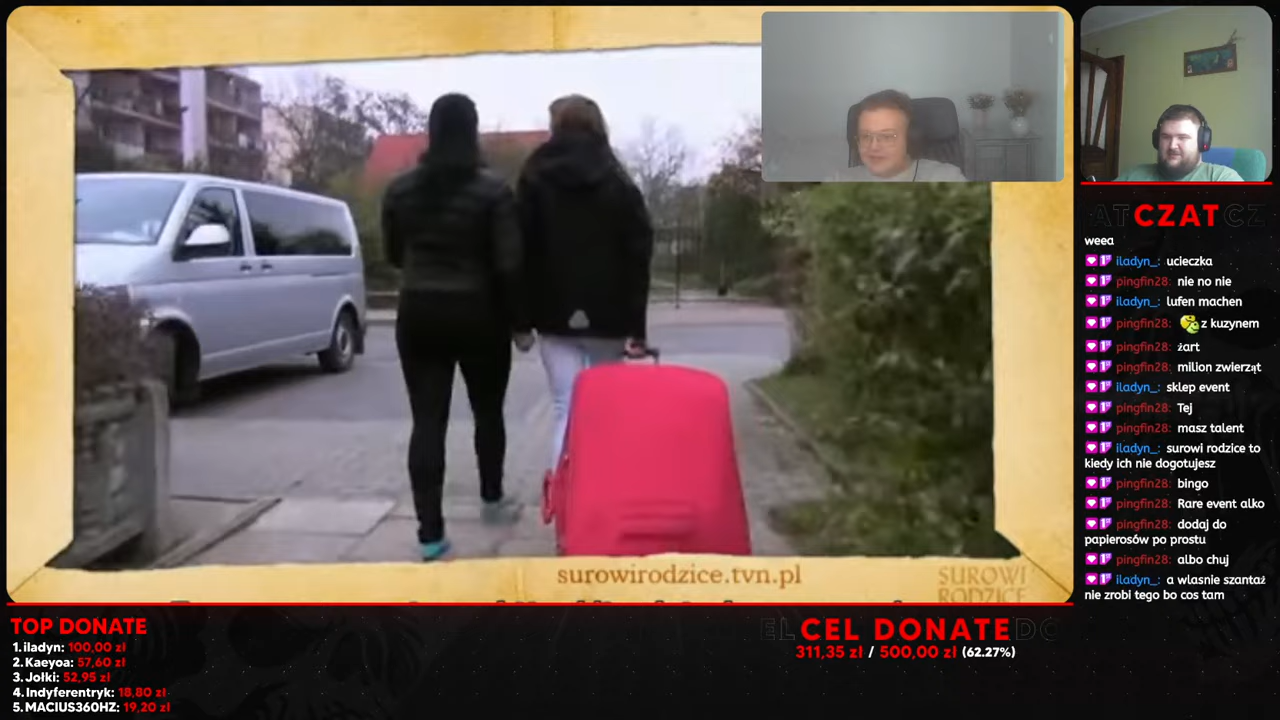 surowirodzice.tvn.pl
SUROWI
RODZICE
CZAT
weea
iladyn_: ucieczka
pingfin28: nie no nie
iladyn_: lufen machen
pingfin28: z kuzynem
pingfin28: żart
pingfin28: milion zwierząt
iladyn_: sklep event
pingfin28: Tej
pingfin28: masz talent
iladyn_: surowi rodzice to
kiedy ich nie dogotujesz
pingfin28: bingo
pingfin28: Rare event alko
pingfin28: dodaj do
papierosów po prostu
pingfin28: albo chuj
iladyn_: a wlasnie szantaż
nie zrobi tego bo cos tam
TOP DONATE
1. iladyn: 100,00 zł
2. Kaeyoa: 57,60 zł
3. Jołki: 52,95 zł
4. Indyferentryk: 18,80 zł
5. MACIUS360HZ: 19,20 zł
CEL DONATE
311,35 zł / 500,00 zł (62.27%)